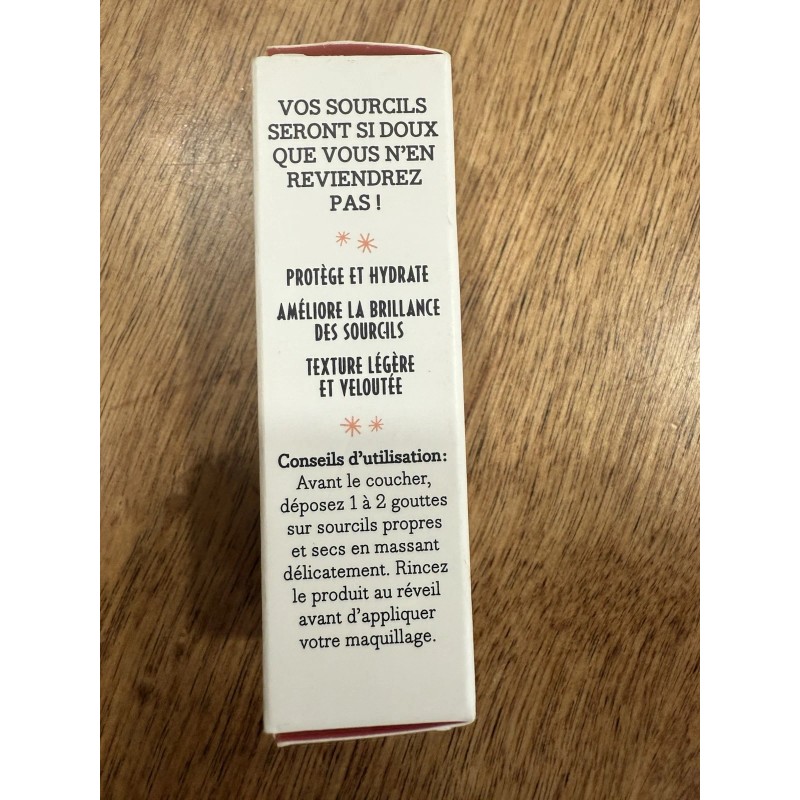 VOS SOURCILS
SERONT SI DOUX
QUE VOUS N'EN
REVIENDREZ
PAS !
PROTÈGE ET HYDRATE
AMÉLIORE LA BRILLANCE
DES SOURCILS
TEXTURE LÉGÈRE
ET VELOUTÉE
Conseils d'utilisation:
Avant le coucher,
déposez 1 à 2 gouttes
sur sourcils propres
et secs en massant
délicatement. Rincez
le produit au réveil
avant d'appliquer
votre maquillage.